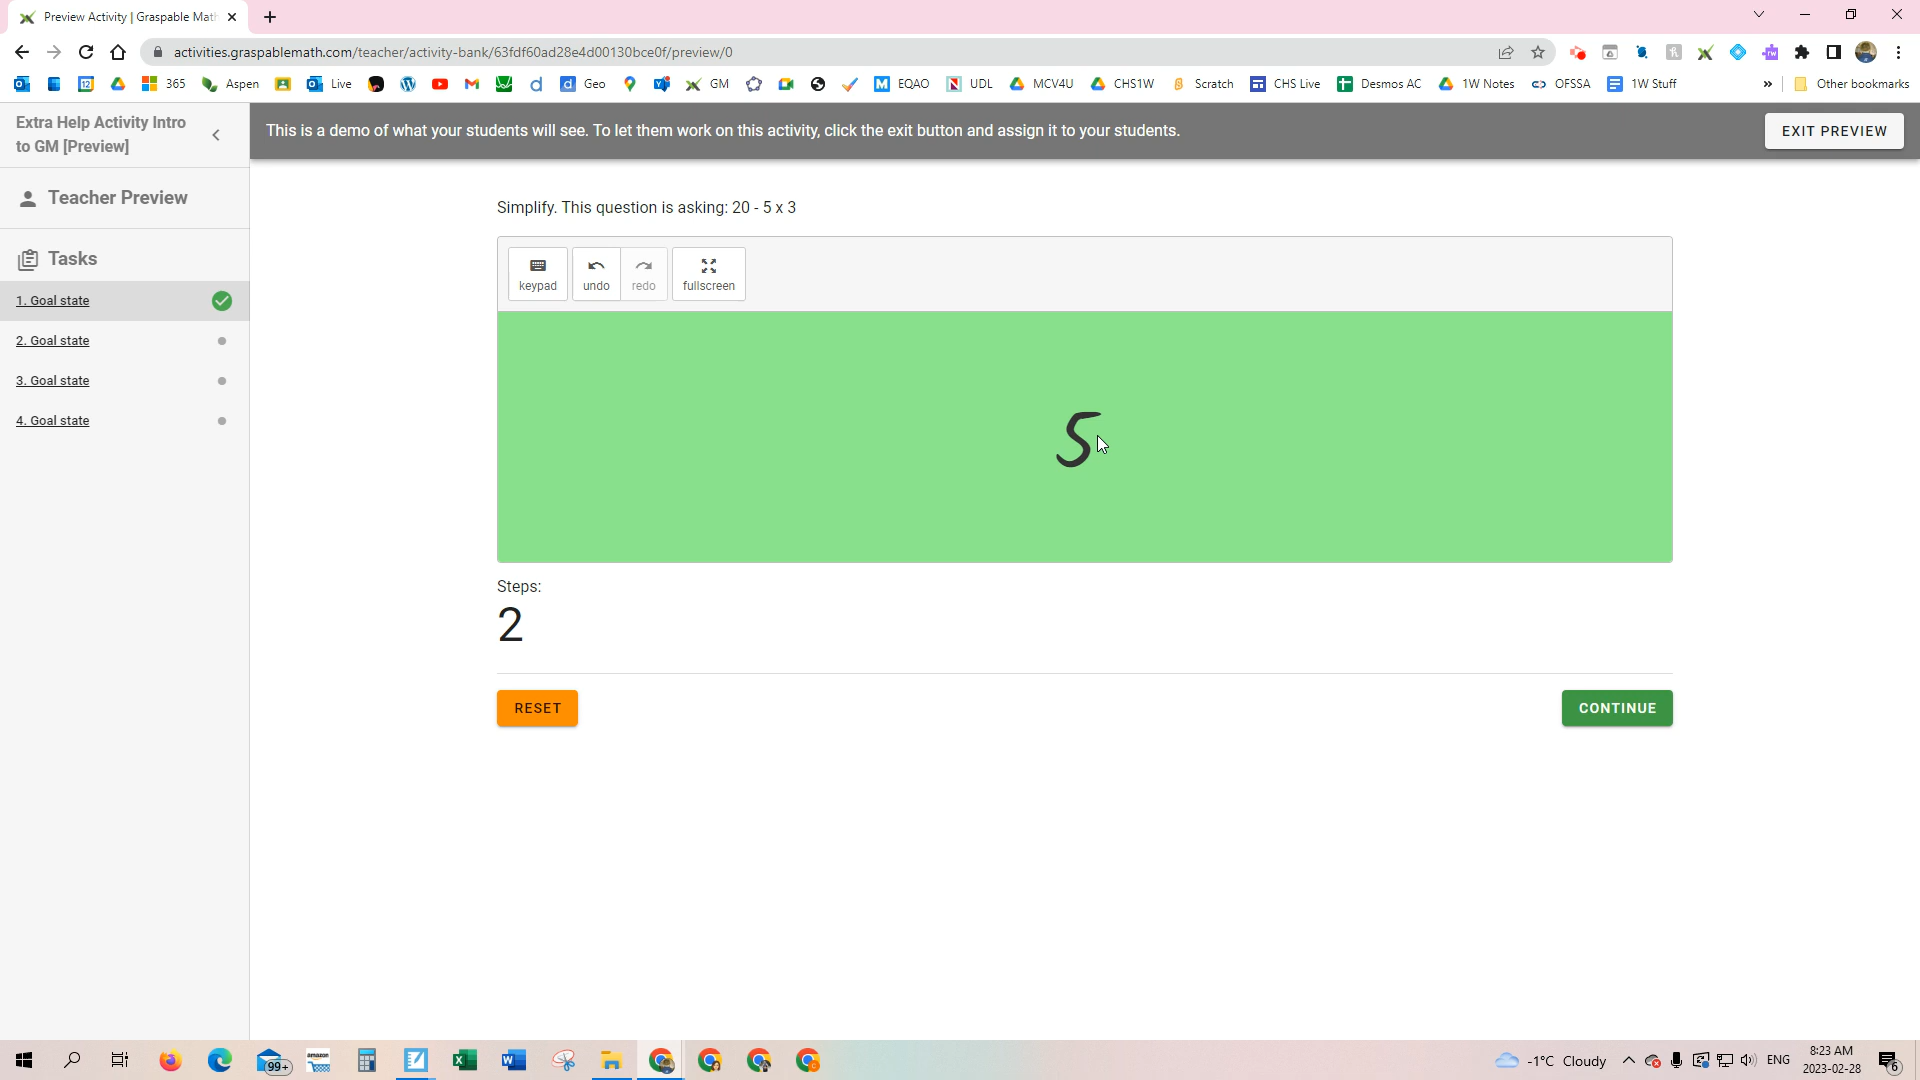 Preview Activity | Graspable Math
activities.graspablemath.com/teacher/activity-bank/63fdf60ad28e4d00130bce0f/preview/0
12 365 Aspen Live Geo GM EQAO UDL MCV4U CHS1W Scratch CHS Live Desmos AC 1W Notes OFSSA 1W Stuff » Other bookmarks
Extra Help Activity Intro
to GM [Preview]
This is a demo of what your students will see. To let them work on this activity, click the exit button and assign it to your students.
EXIT PREVIEW
Teacher Preview
Tasks
1. Goal state
2. Goal state
3. Goal state
4. Goal state
Simplify. This question is asking: 20 - 5 x 3
keypad undo redo fullscreen
5
Steps:
2
RESET
CONTINUE
99+ amazon
-1°C Cloudy ENG 8:23 AM
2023-02-28 6